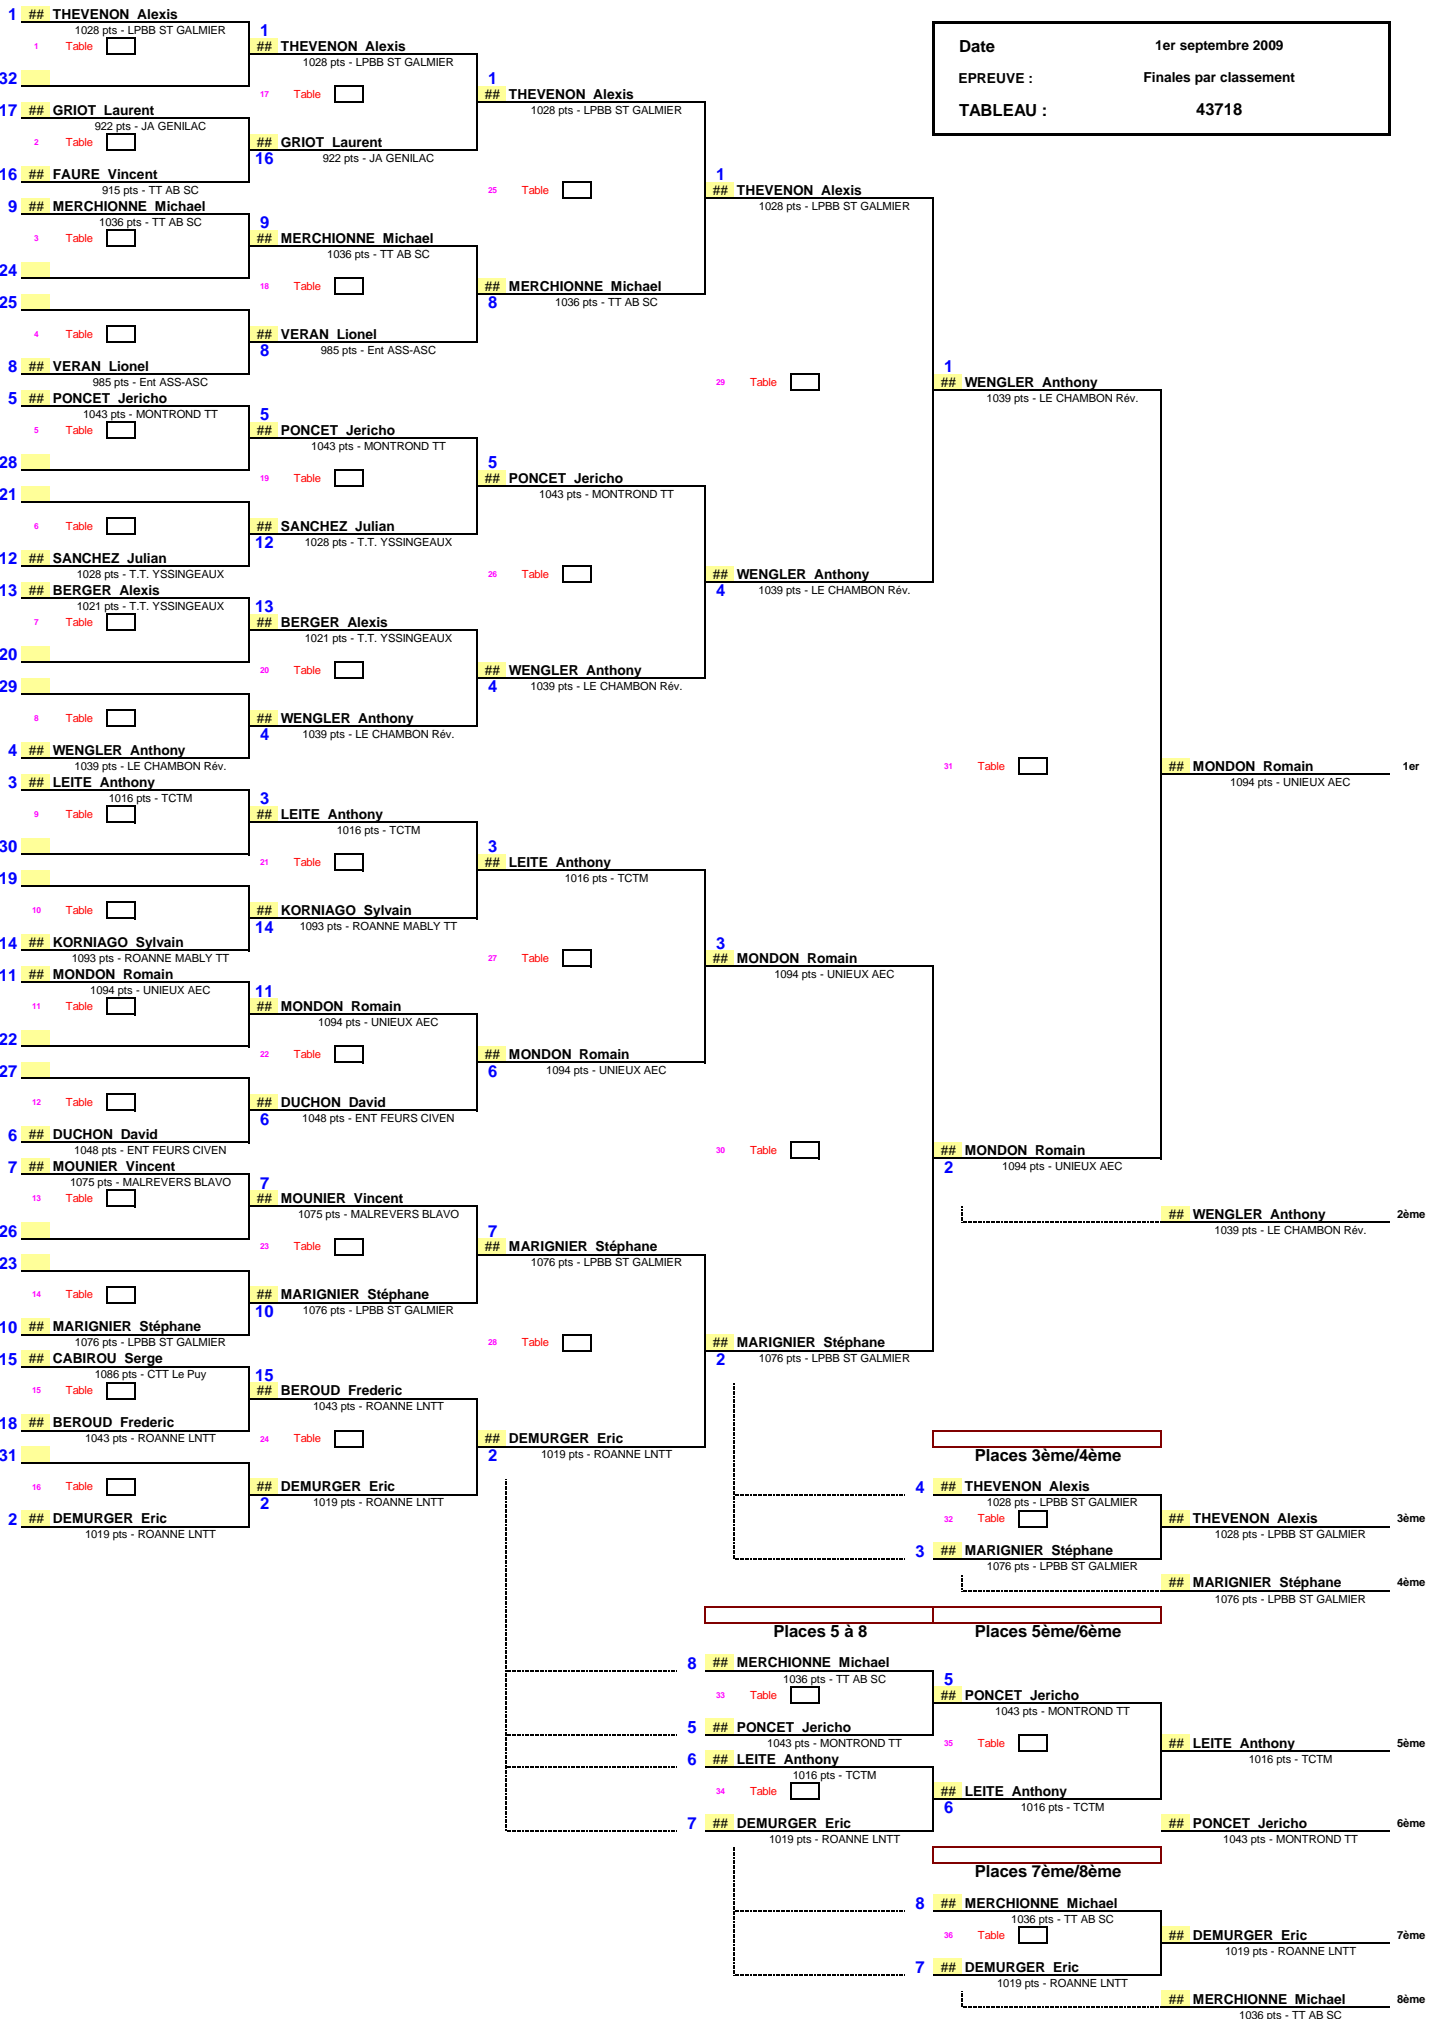 Date 1er septembre 2009
EPREUVE : Finales par classement
TABLEAU : 43718
1 ## THEVENON Alexis
1028 pts - LPBB ST GALMIER
1 Table
32
17 ## GRIOT Laurent
922 pts - JA GENILAC
2 Table
16 ## FAURE Vincent
915 pts - TT AB SC
9 ## MERCHIONNE Michael
1036 pts - TT AB SC
3 Table
24
25
4 Table
8 ## VERAN Lionel
985 pts - Ent ASS-ASC
5 ## PONCET Jericho
1043 pts - MONTROND TT
5 Table
28
21
6 Table
12 ## SANCHEZ Julian
1028 pts - T.T. YSSINGEAUX
13 ## BERGER Alexis
1021 pts - T.T. YSSINGEAUX
7 Table
20
29
8 Table
4 ## WENGLER Anthony
1039 pts - LE CHAMBON Rév.
3 ## LEITE Anthony
1016 pts - TCTM
9 Table
30
19
10 Table
14 ## KORNIAGO Sylvain
1093 pts - ROANNE MABLY TT
11 ## MONDON Romain
1094 pts - UNIEUX AEC
11 Table
22
27
12 Table
6 ## DUCHON David
1048 pts - ENT FEURS CIVEN
7 ## MOUNIER Vincent
1075 pts - MALREVERS BLAVO
13 Table
26
23
14 Table
10 ## MARIGNIER Stéphane
1076 pts - LPBB ST GALMIER
15 ## CABIROU Serge
1086 pts - CTT Le Puy
15 Table
18 ## BEROUD Frederic
1043 pts - ROANNE LNTT
31
16 Table
2 ## DEMURGER Eric
1019 pts - ROANNE LNTT
1
## THEVENON Alexis
1028 pts - LPBB ST GALMIER
17 Table
## GRIOT Laurent
16 922 pts - JA GENILAC
9
## MERCHIONNE Michael
1036 pts - TT AB SC
18 Table
## VERAN Lionel
8 985 pts - Ent ASS-ASC
5
## PONCET Jericho
1043 pts - MONTROND TT
19 Table
## SANCHEZ Julian
12 1028 pts - T.T. YSSINGEAUX
13
## BERGER Alexis
1021 pts - T.T. YSSINGEAUX
20 Table
## WENGLER Anthony
4 1039 pts - LE CHAMBON Rév.
3
## LEITE Anthony
1016 pts - TCTM
21 Table
## KORNIAGO Sylvain
14 1093 pts - ROANNE MABLY TT
11
## MONDON Romain
1094 pts - UNIEUX AEC
22 Table
## DUCHON David
6 1048 pts - ENT FEURS CIVEN
7
## MOUNIER Vincent
1075 pts - MALREVERS BLAVO
23 Table
## MARIGNIER Stéphane
10 1076 pts - LPBB ST GALMIER
15
## BEROUD Frederic
1043 pts - ROANNE LNTT
24 Table
## DEMURGER Eric
2 1019 pts - ROANNE LNTT
1
## THEVENON Alexis
1028 pts - LPBB ST GALMIER
25 Table
## MERCHIONNE Michael
8 1036 pts - TT AB SC
5
## PONCET Jericho
1043 pts - MONTROND TT
26 Table
## WENGLER Anthony
4 1039 pts - LE CHAMBON Rév.
3
## LEITE Anthony
1016 pts - TCTM
27 Table
## MONDON Romain
6 1094 pts - UNIEUX AEC
7
## MARIGNIER Stéphane
1076 pts - LPBB ST GALMIER
28 Table
## DEMURGER Eric
2 1019 pts - ROANNE LNTT
1
## THEVENON Alexis
1028 pts - LPBB ST GALMIER
29 Table
## WENGLER Anthony
4 1039 pts - LE CHAMBON Rév.
3
## MONDON Romain
1094 pts - UNIEUX AEC
30 Table
## MARIGNIER Stéphane
2 1076 pts - LPBB ST GALMIER
1
## WENGLER Anthony
1039 pts - LE CHAMBON Rév.
31 Table
## MONDON Romain
2 1094 pts - UNIEUX AEC
## MONDON Romain 1er
1094 pts - UNIEUX AEC
## WENGLER Anthony 2ème
1039 pts - LE CHAMBON Rév.
Places 3ème/4ème
4 ## THEVENON Alexis
1028 pts - LPBB ST GALMIER
32 Table
3 ## MARIGNIER Stéphane
1076 pts - LPBB ST GALMIER
## THEVENON Alexis 3ème
1028 pts - LPBB ST GALMIER
## MARIGNIER Stéphane 4ème
1076 pts - LPBB ST GALMIER
Places 5 à 8
8 ## MERCHIONNE Michael
1036 pts - TT AB SC
33 Table
5 ## PONCET Jericho
1043 pts - MONTROND TT
6 ## LEITE Anthony
1016 pts - TCTM
34 Table
7 ## DEMURGER Eric
1019 pts - ROANNE LNTT
Places 5ème/6ème
5
## PONCET Jericho
1043 pts - MONTROND TT
35 Table
## LEITE Anthony
6 1016 pts - TCTM
## LEITE Anthony 5ème
1016 pts - TCTM
## PONCET Jericho 6ème
1043 pts - MONTROND TT
Places 7ème/8ème
8 ## MERCHIONNE Michael
1036 pts - TT AB SC
36 Table
7 ## DEMURGER Eric
1019 pts - ROANNE LNTT
## DEMURGER Eric 7ème
1019 pts - ROANNE LNTT
## MERCHIONNE Michael 8ème
1036 pts - TT AB SC